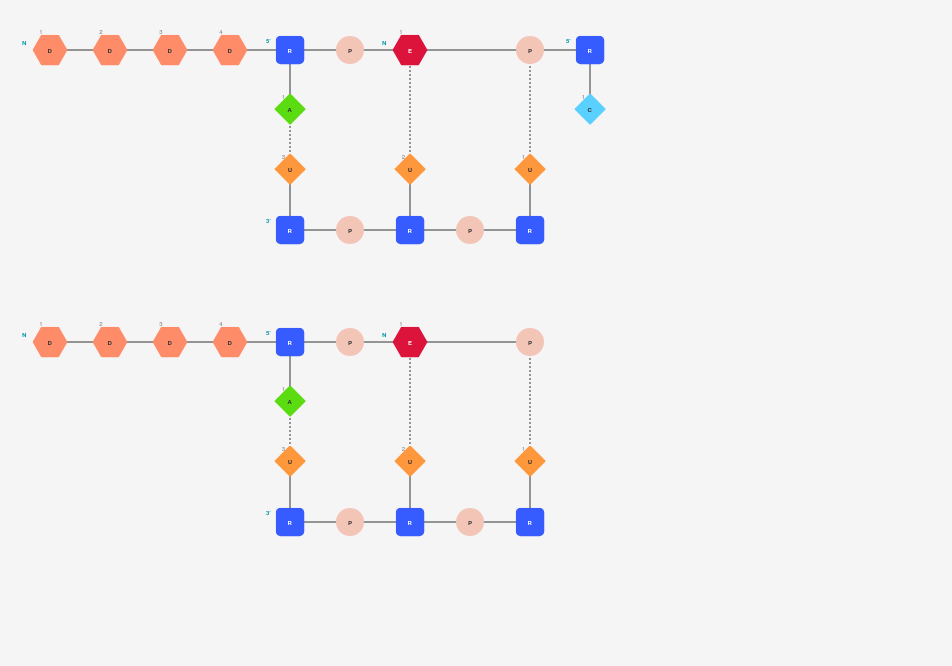 1 2 3 4 1
N D D D D 5' R P N E P 5' R
1 1
A C
3 2 1
U U U
3' R P R P R
1 2 3 4 1
N D D D D 5' R P N E P
1
A
3 2 1
U U U
3' R P R P R